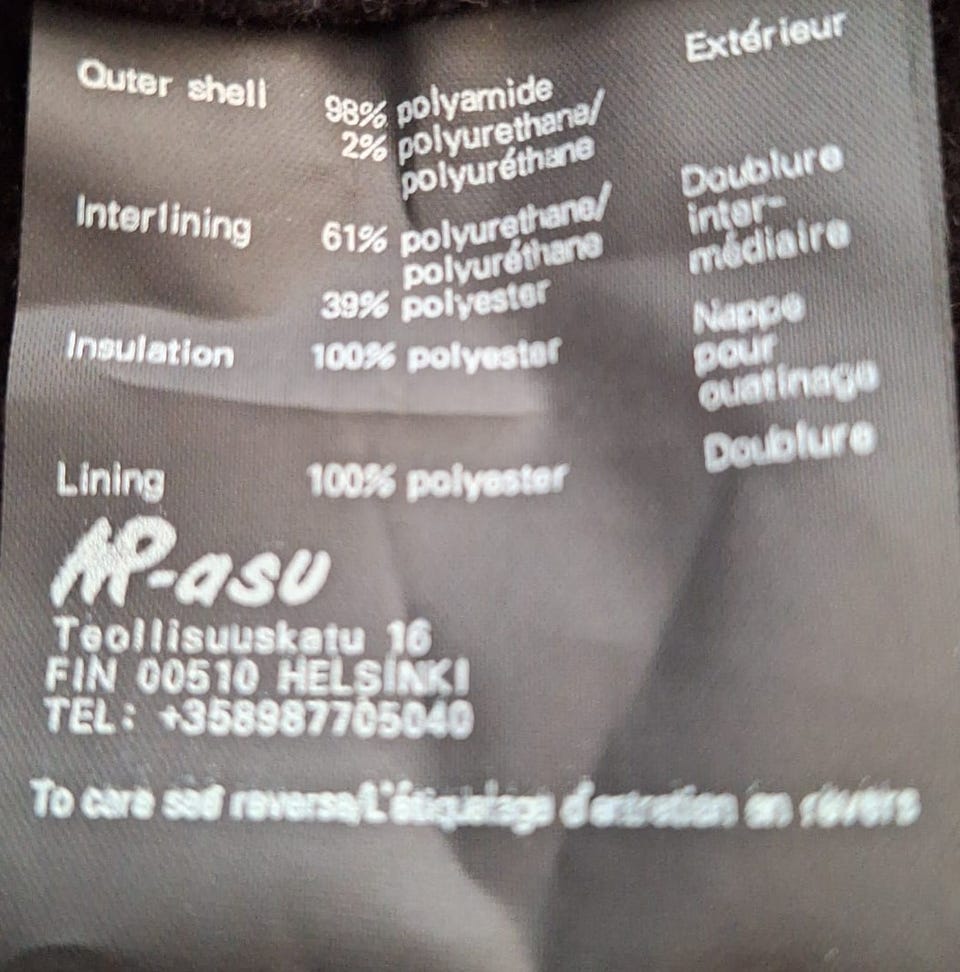 Outer shell 98% polyamide Extérieur
2% polyurethane/
polyuréthane
Interlining 61% polyurethane/ Doublure
polyuréthane inter-
39% polyester médiaire
Insulation 100% polyester Nappe
pour
ouatinage
Lining 100% polyester Doublure
NP-asu
Teollisuuskatu 16
FIN 00510 HELSINKI
TEL: +358987705040
To care see reverse/L'étiquetage d'entretien en revers